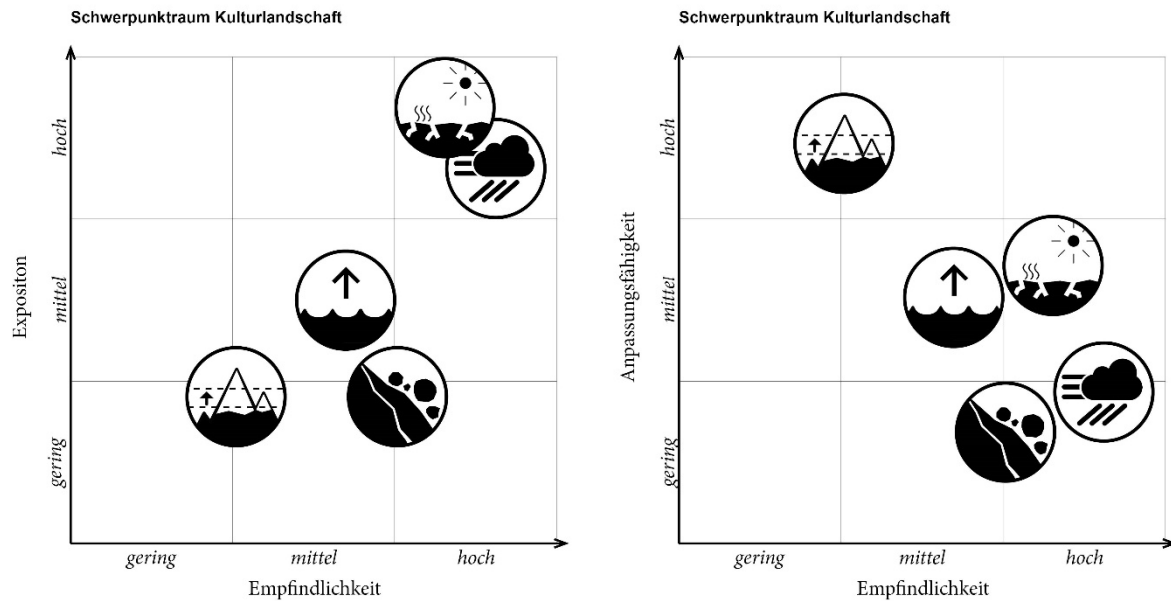 Schwerpunktraum Kulturlandschaft
Expositon
hoch
mittel
gering
gering
mittel
hoch
Empfindlichkeit
Schwerpunktraum Kulturlandschaft
Anpassungsfähigkeit
hoch
mittel
gering
gering
mittel
hoch
Empfindlichkeit